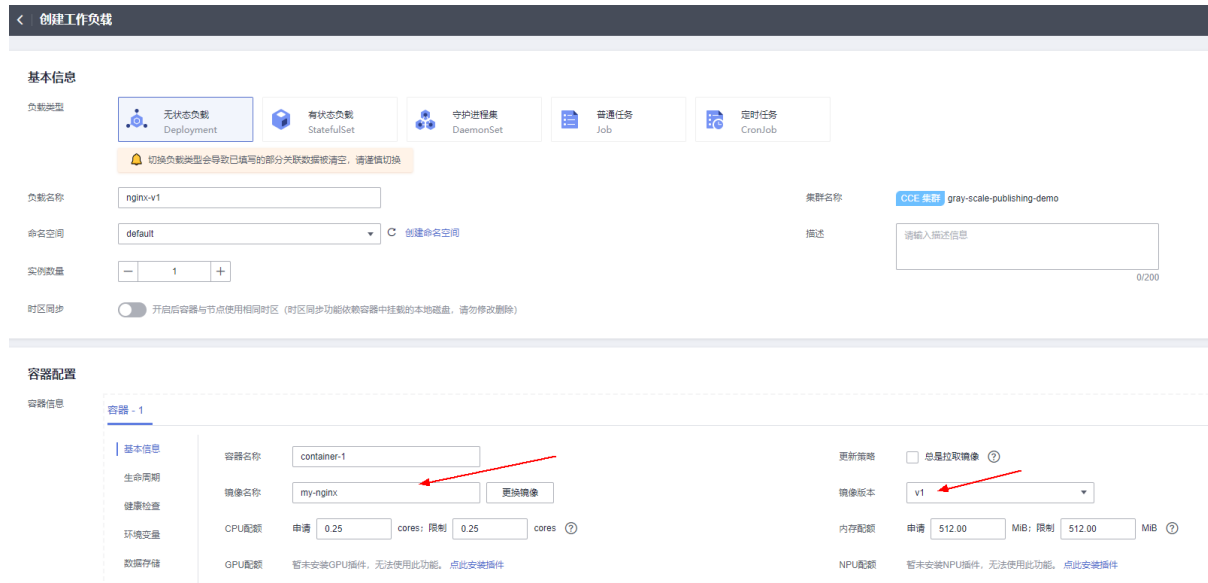 创建工作负载
基本信息
负载类型
无状态负载
Deployment
有状态负载
StatefulSet
守护进程集
DaemonSet
普通任务
Job
定时任务
CronJob
切换负载类型会导致已填写的部分关联数据被清空，请谨慎切换
负载名称 nginx-v1 集群名称 CCE 集群 gray-scale-publishing-demo
命名空间 default 创建命名空间 描述 请输入描述信息
0/200
实例数量 1
时区同步 开启后容器与节点使用相同时区（时区同步功能依赖容器中挂载的本地磁盘，请勿修改删除）
容器配置
容器信息
容器 - 1
基本信息
生命周期
健康检查
环境变量
数据存储
容器名称 container-1 更新策略 总是拉取镜像
镜像名称 my-nginx 更换镜像 镜像版本 v1
CPU配额 申请 0.25 cores; 限制 0.25 cores 内存配额 申请 512.00 MiB; 限制 512.00 MiB
GPU配额 暂未安装GPU插件，无法使用此功能。 点此安装插件 NPU配额 暂未安装NPU插件，无法使用此功能。 点此安装插件